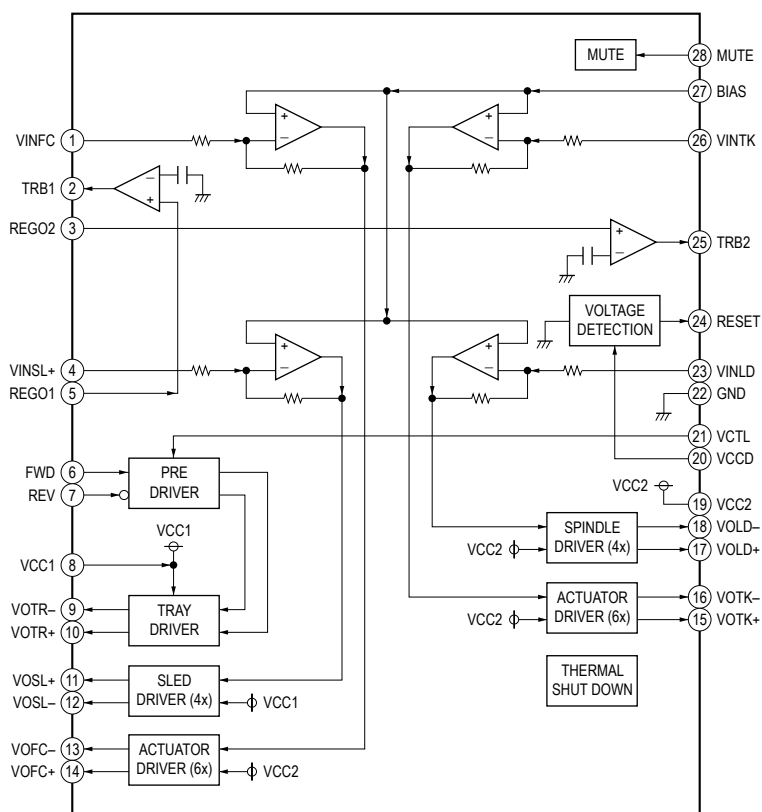 MUTE
28 MUTE
27 BIAS
+ +
VINFC 1 − − 26 VINTK
TRB1 2 −
+
REGO2 3
+
− 25 TRB2
VOLTAGE
DETECTION
24 RESET
+ +
VINSL+ 4 − − 23 VINLD
REGO1 5 22 GND
21 VCTL
20 VCCD
FWD 6
REV 7
PRE
DRIVER
VCC2
19 VCC2
VCC1
VCC1 8
SPINDLE
DRIVER (4x)
18 VOLD–
VCC2 17 VOLD+
VOTR– 9
VOTR+ 10
TRAY
DRIVER
ACTUATOR
DRIVER (6x)
16 VOTK–
VCC2 15 VOTK+
VOSL+ 11
VOSL– 12
SLED
DRIVER (4x)
VCC1
THERMAL
SHUT DOWN
VOFC– 13
VOFC+ 14
ACTUATOR
DRIVER (6x)
VCC2